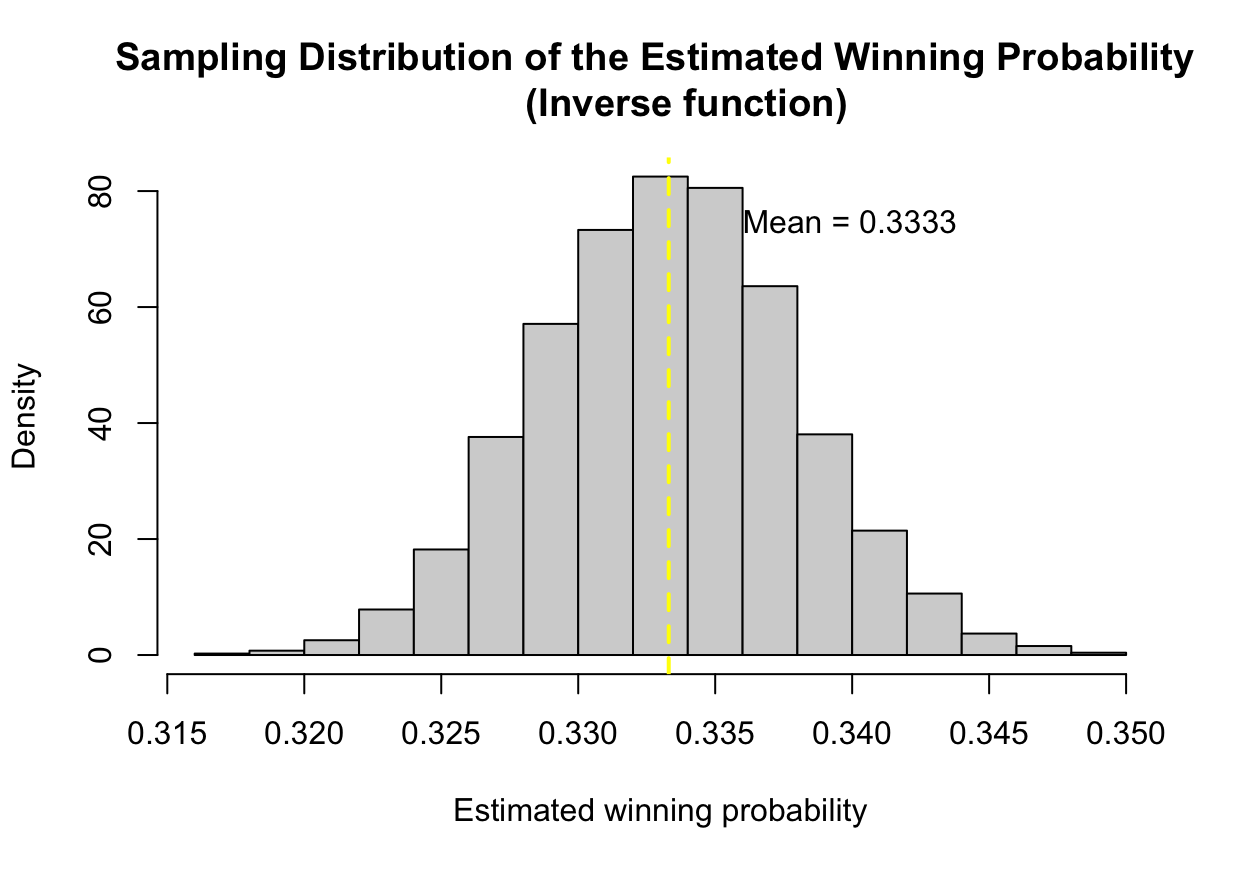 Sampling Distribution of the Estimated Winning Probability
(Inverse function)
Mean = 0.3333
Density
80
60
40
20
0
0.315 0.320 0.325 0.330 0.335 0.340 0.345 0.350
Estimated winning probability